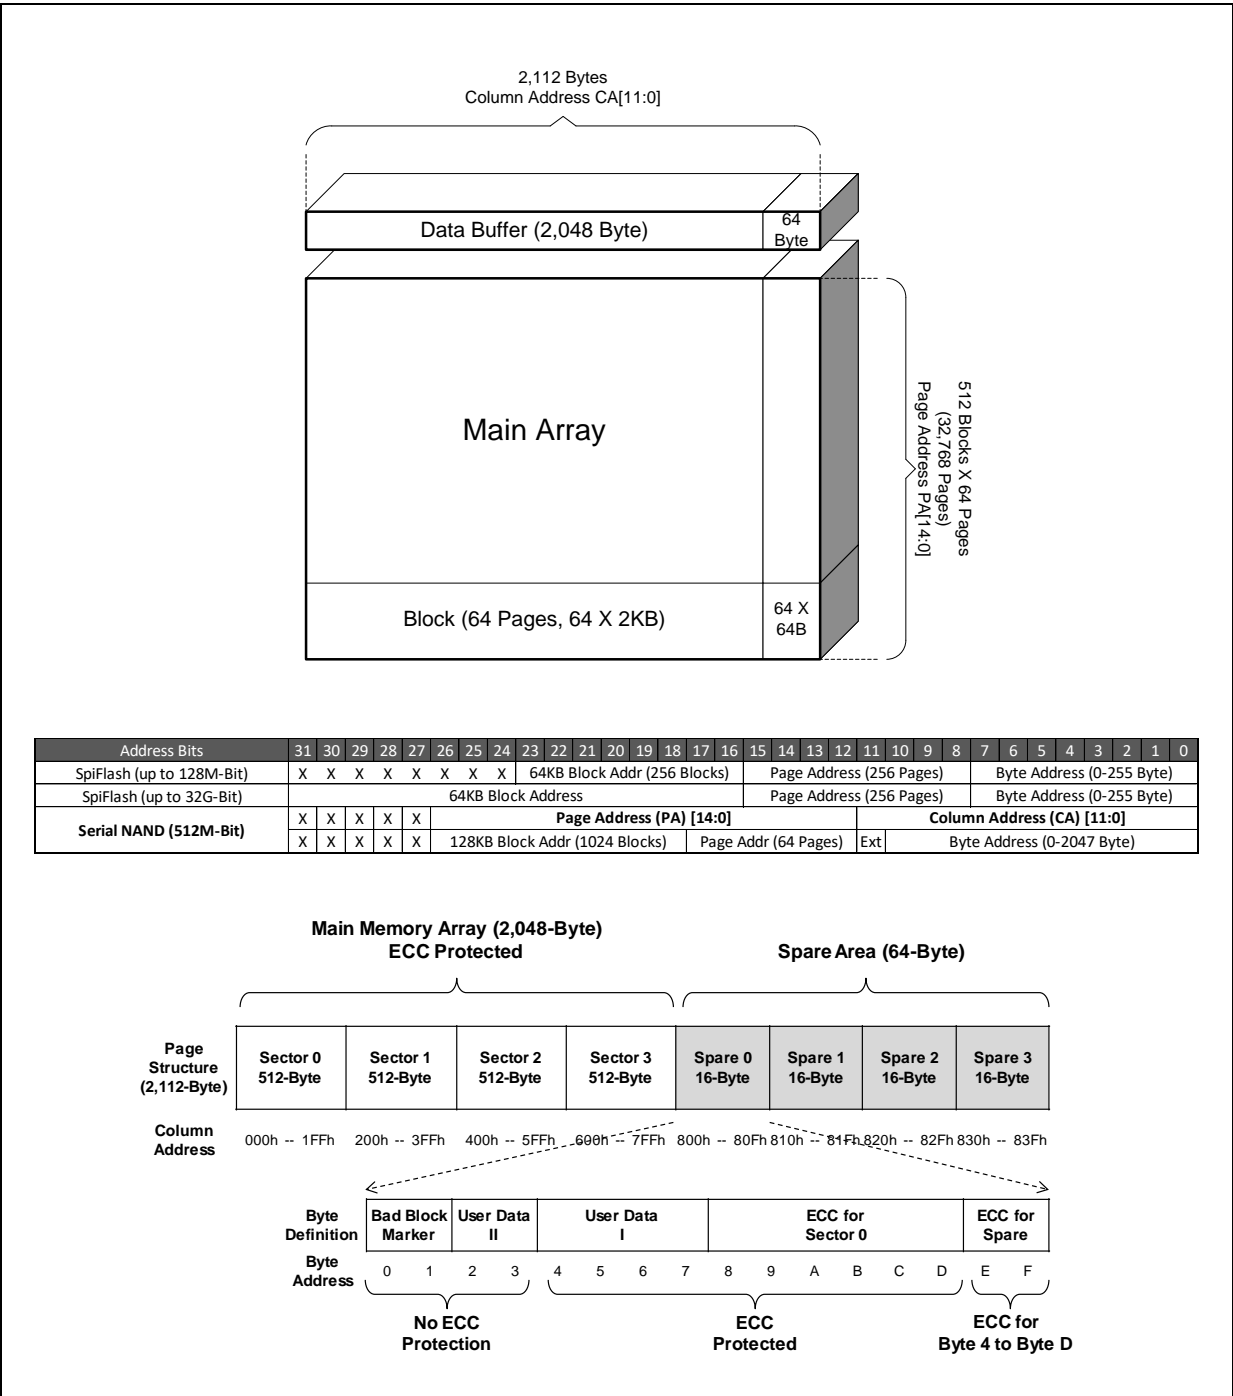 2,112 Bytes
Column Address CA[11:0]
Data Buffer (2,048 Byte)
64
Byte
Main Array
512 Blocks X 64 Pages
(32,768 Pages)
Page Address PA[14:0]
Block (64 Pages, 64 X 2KB)
64 X
64B
Address Bits 31 30 29 28 27 26 25 24 23 22 21 20 19 18 17 16 15 14 13 12 11 10 9 8 7 6 5 4 3 2 1 0
SpiFlash (up to 128M-Bit) X X X X X X X X 64KB Block Addr (256 Blocks) Page Address (256 Pages) Byte Address (0-255 Byte)
SpiFlash (up to 32G-Bit) 64KB Block Address Page Address (256 Pages) Byte Address (0-255 Byte)
Serial NAND (512M-Bit) X X X X X Page Address (PA) [14:0] Column Address (CA) [11:0]
X X X X X 128KB Block Addr (1024 Blocks) Page Addr (64 Pages) Ext Byte Address (0-2047 Byte)
Main Memory Array (2,048-Byte)
ECC Protected
Spare Area (64-Byte)
Page
Structure
(2,112-Byte)
Sector 0
512-Byte
Sector 1
512-Byte
Sector 2
512-Byte
Sector 3
512-Byte
Spare 0
16-Byte
Spare 1
16-Byte
Spare 2
16-Byte
Spare 3
16-Byte
Column
Address
000h -- 1FFh 200h -- 3FFh 400h -- 5FFh 600h -- 7FFh 800h -- 80Fh 810h -- 81Fh 820h -- 82Fh 830h -- 83Fh
Byte
Definition
Bad Block
Marker
User Data
II
User Data
I
ECC for
Sector 0
ECC for
Spare
Byte
Address
0 1 2 3 4 5 6 7 8 9 A B C D E F
No ECC
Protection
ECC
Protected
ECC for
Byte 4 to Byte D